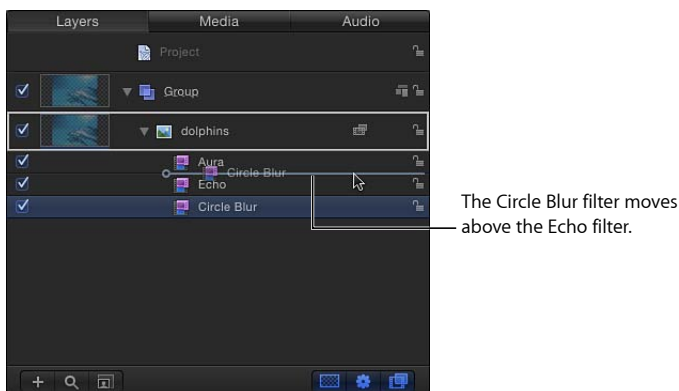 Layers Media Audio
Project
Group
dolphins
Aura
Circle Blur
Echo
Circle Blur
The Circle Blur filter moves
above the Echo filter.